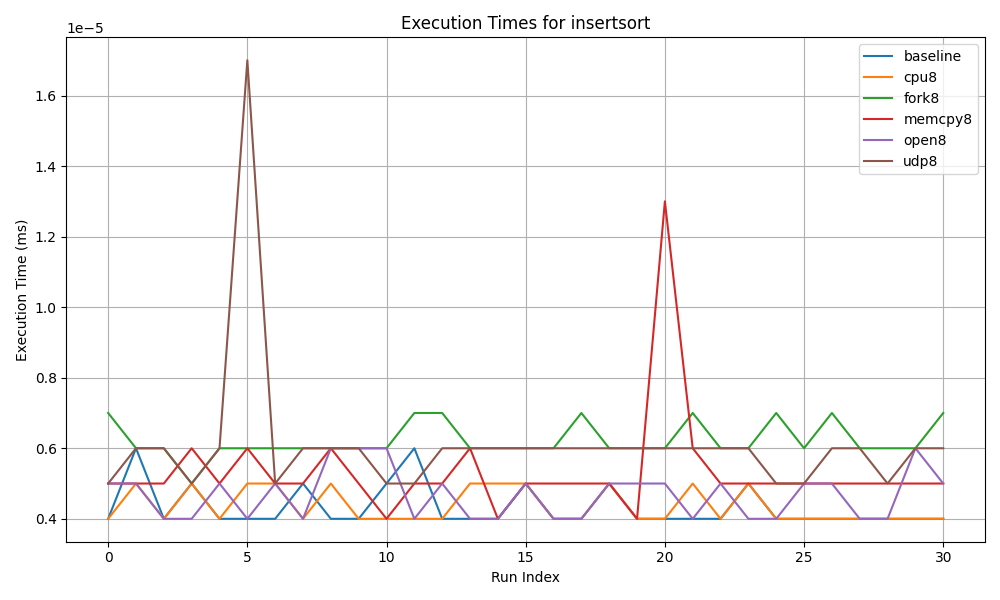 Execution Times for insertsort
1e−5
1.6
1.4
1.2
1.0
0.8
0.6
0.4
Execution Time (ms)
0 5 10 15 20 25 30
Run Index
baseline
cpu8
fork8
memcpy8
open8
udp8